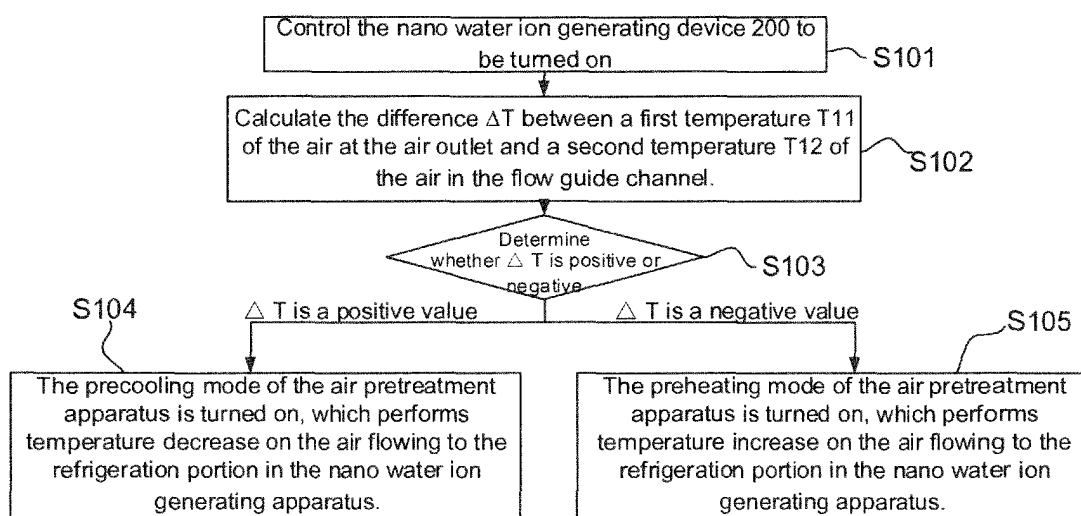 Control the nano water ion generating device 200 to
be turned on
S101
Calculate the difference ΔT between a first temperature T11
of the air at the air outlet and a second temperature T12 of
the air in the flow guide channel.
S102
Determine
whether △ T is positive or
negative
S103
S104
△ T is a positive value
△ T is a negative value
S105
The precooling mode of the air pretreatment
apparatus is turned on, which performs
temperature decrease on the air flowing to the
refrigeration portion in the nano water ion
generating apparatus.
The preheating mode of the air pretreatment
apparatus is turned on, which performs
temperature increase on the air flowing to the
refrigeration portion in the nano water ion
generating apparatus.